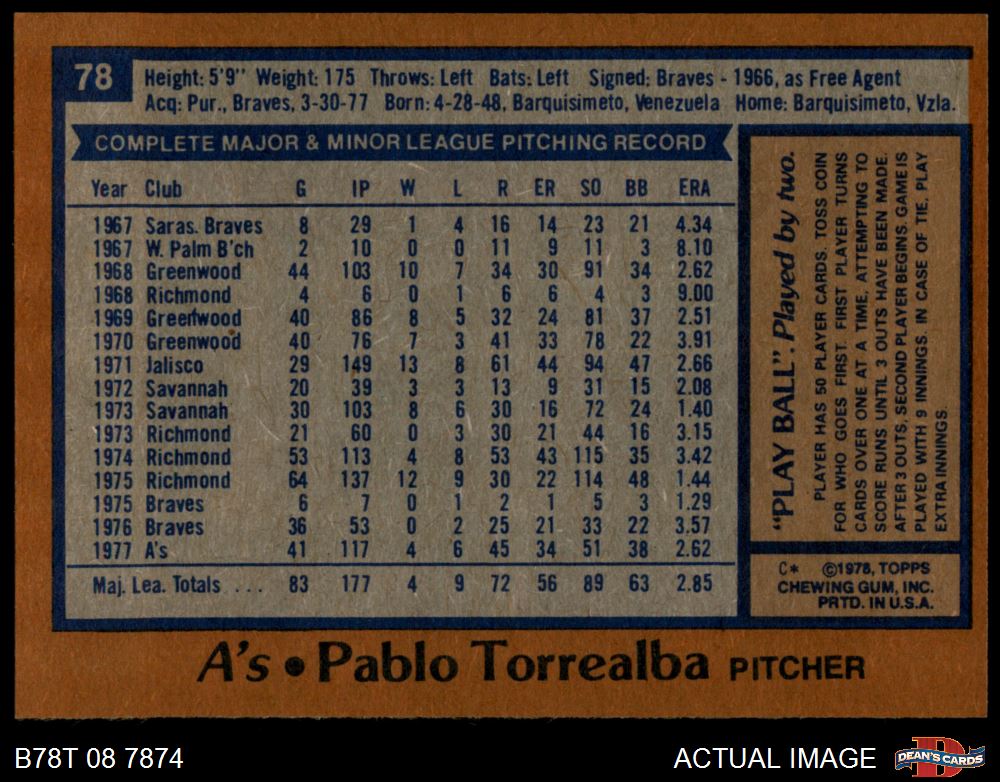 78
Height: 5'9" Weight: 175 Throws: Left Bats: Left Signed: Braves - 1966, as Free Agent
Acq: Pur., Braves, 3-30-77 Born: 4-28-48, Barquisimeto, Venezuela Home: Barquisimeto, Vzla.
COMPLETE MAJOR & MINOR LEAGUE PITCHING RECORD
Year Club G IP W L R ER SO BB ERA
1967 Saras. Braves 8 29 1 4 16 14 23 21 4.34
1967 W. Palm B'ch 2 10 0 0 11 9 11 3 8.10
1968 Greenwood 44 103 10 7 34 30 91 34 2.62
1968 Richmond 4 6 0 1 6 6 4 3 9.00
1969 Greenwood 40 86 8 5 32 24 81 37 2.51
1970 Greenwood 40 76 7 3 41 33 78 22 3.91
1971 Jalisco 29 149 13 8 61 44 94 47 2.66
1972 Savannah 20 39 3 3 13 9 31 15 2.08
1973 Savannah 30 103 8 6 30 16 72 24 1.40
1973 Richmond 21 60 0 3 30 21 44 16 3.15
1974 Richmond 53 113 4 8 53 43 115 35 3.42
1975 Richmond 64 137 12 9 30 22 114 48 1.44
1975 Braves 6 7 0 1 2 1 5 3 1.29
1976 Braves 36 53 0 2 25 21 33 22 3.57
1977 A's 41 117 4 6 45 34 51 38 2.62
Maj. Lea. Totals ... 83 177 4 9 72 56 89 63 2.85
"PLAY BALL". Played by two.
PLAYER HAS 50 PLAYER CARDS. TOSS COIN
FOR WHO GOES FIRST. FIRST PLAYER TURNS
CARDS OVER ONE AT A TIME, ATTEMPTING TO
SCORE RUNS UNTIL 3 OUTS HAVE BEEN MADE.
AFTER 3 OUTS, SECOND PLAYER BEGINS. GAME IS
PLAYED WITH 9 INNINGS. IN CASE OF TIE, PLAY
EXTRA INNINGS.
C* ©1978, TOPPS
CHEWING GUM, INC.
PRTD. IN U.S.A.
A's • Pablo Torrealba PITCHER
B78T 08 7874
ACTUAL IMAGE
D
DEAN'S CARDS